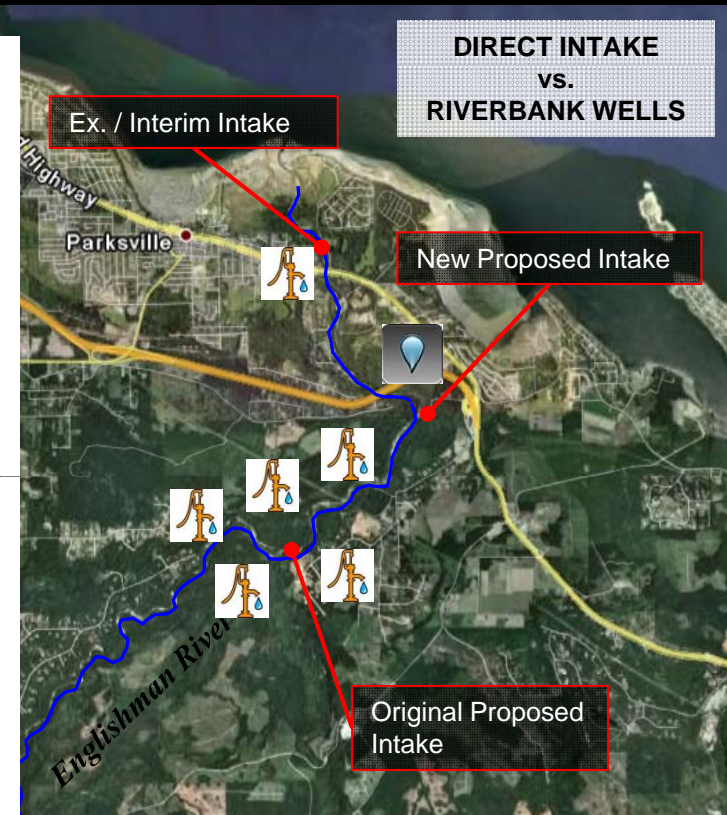 DIRECT INTAKE
vs.
RIVERBANK WELLS
Ex. / Interim Intake
Highway
Parksville
New Proposed Intake
Englishman River
Original Proposed
Intake